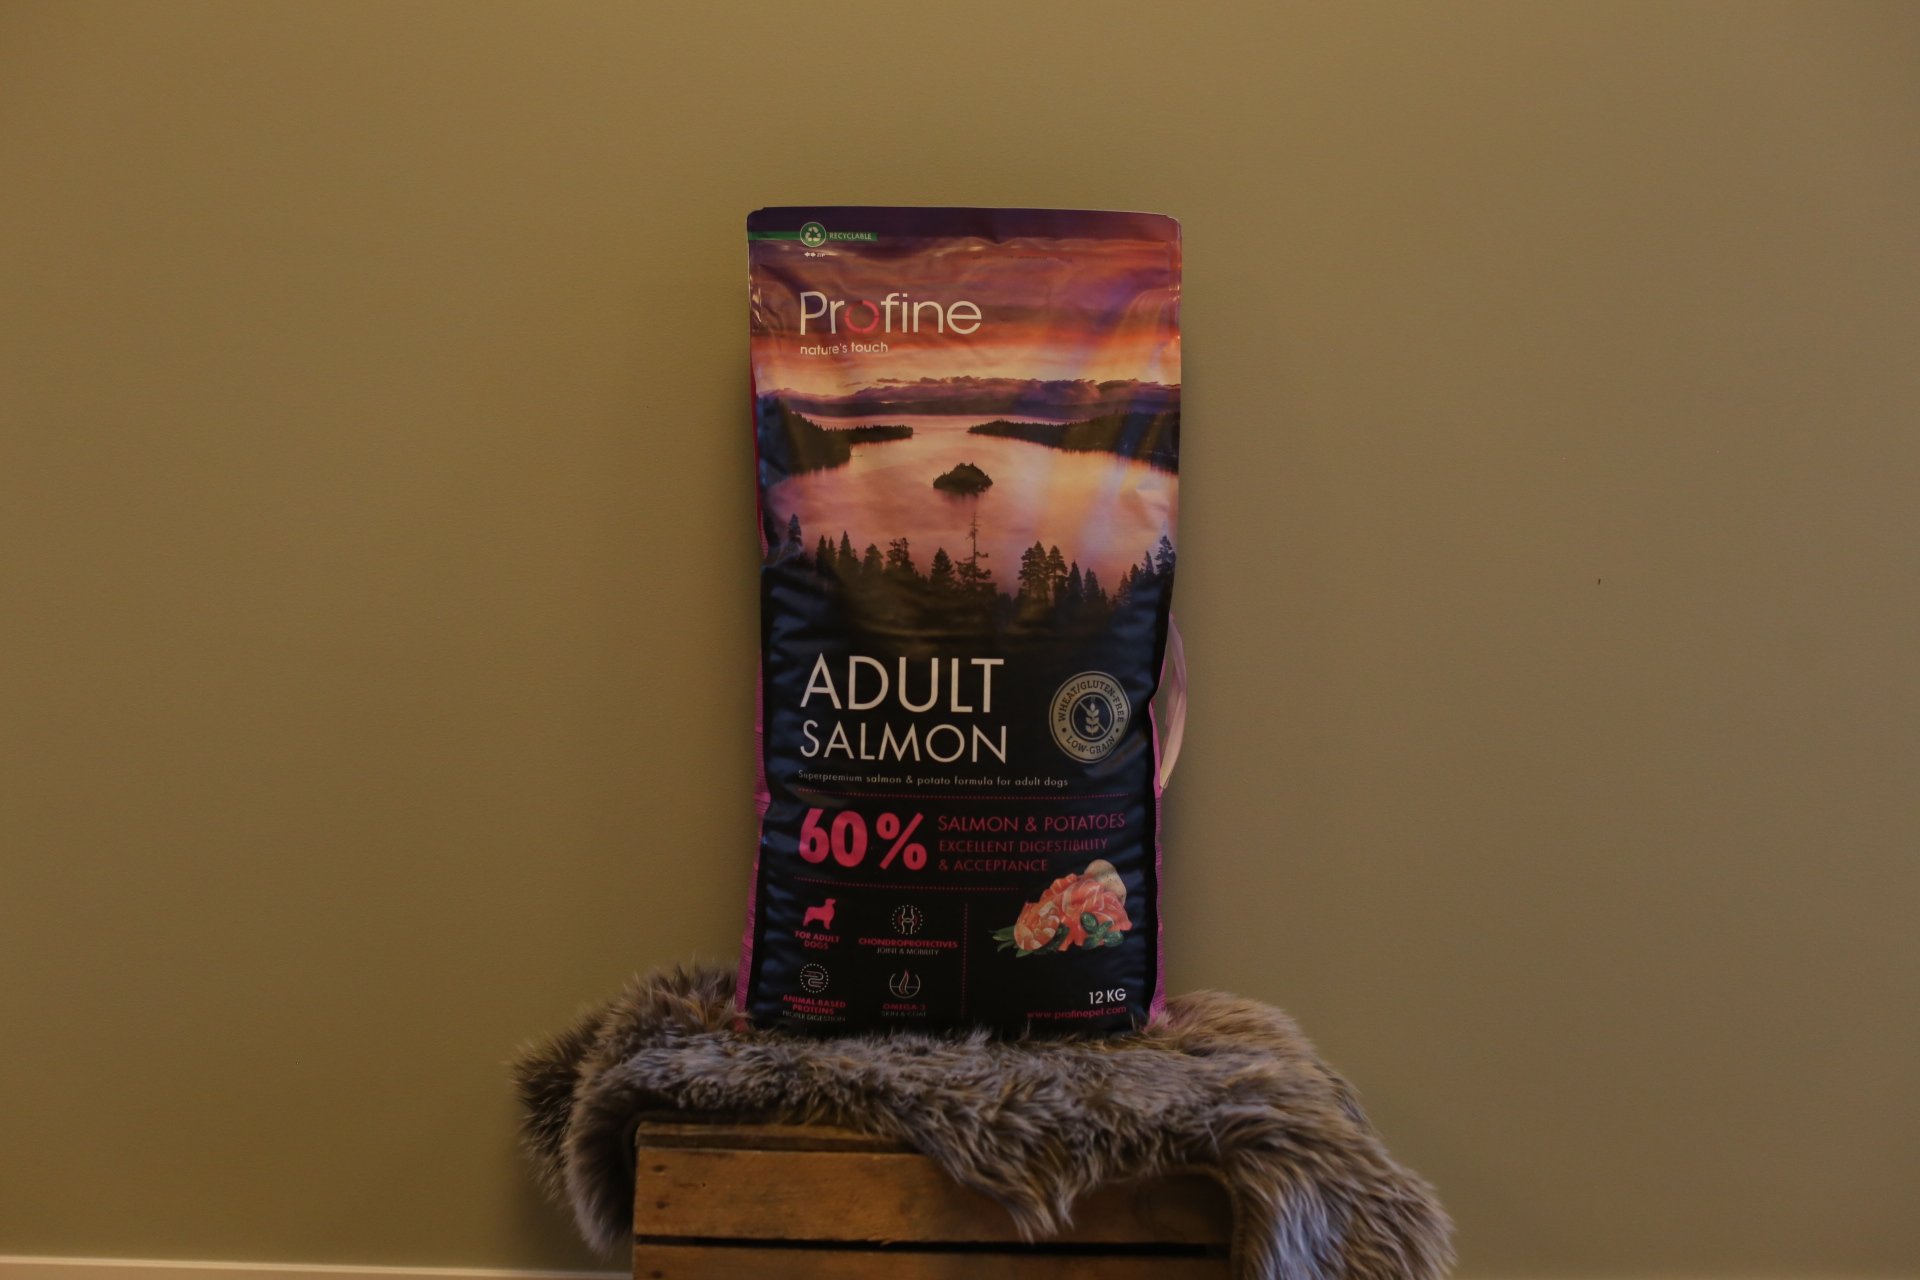 RECYCLABLE
ZIP
Profine
nature's touch
ADULT
SALMON
WHEAT/GLUTEN-FREE
LOW-GRAIN
Superpremium salmon & potato formula for adult dogs
60%
SALMON & POTATOES
EXCELLENT DIGESTIBILITY
& ACCEPTANCE
FOR ADULT
DOGS
CHONDROPROTECTIVES
JOINT & MOBILITY
ANIMAL-BASED
PROTEINS
PROPER DIGESTION
OMEGA-3
SKIN & COAT
12 KG
www.profinepet.com